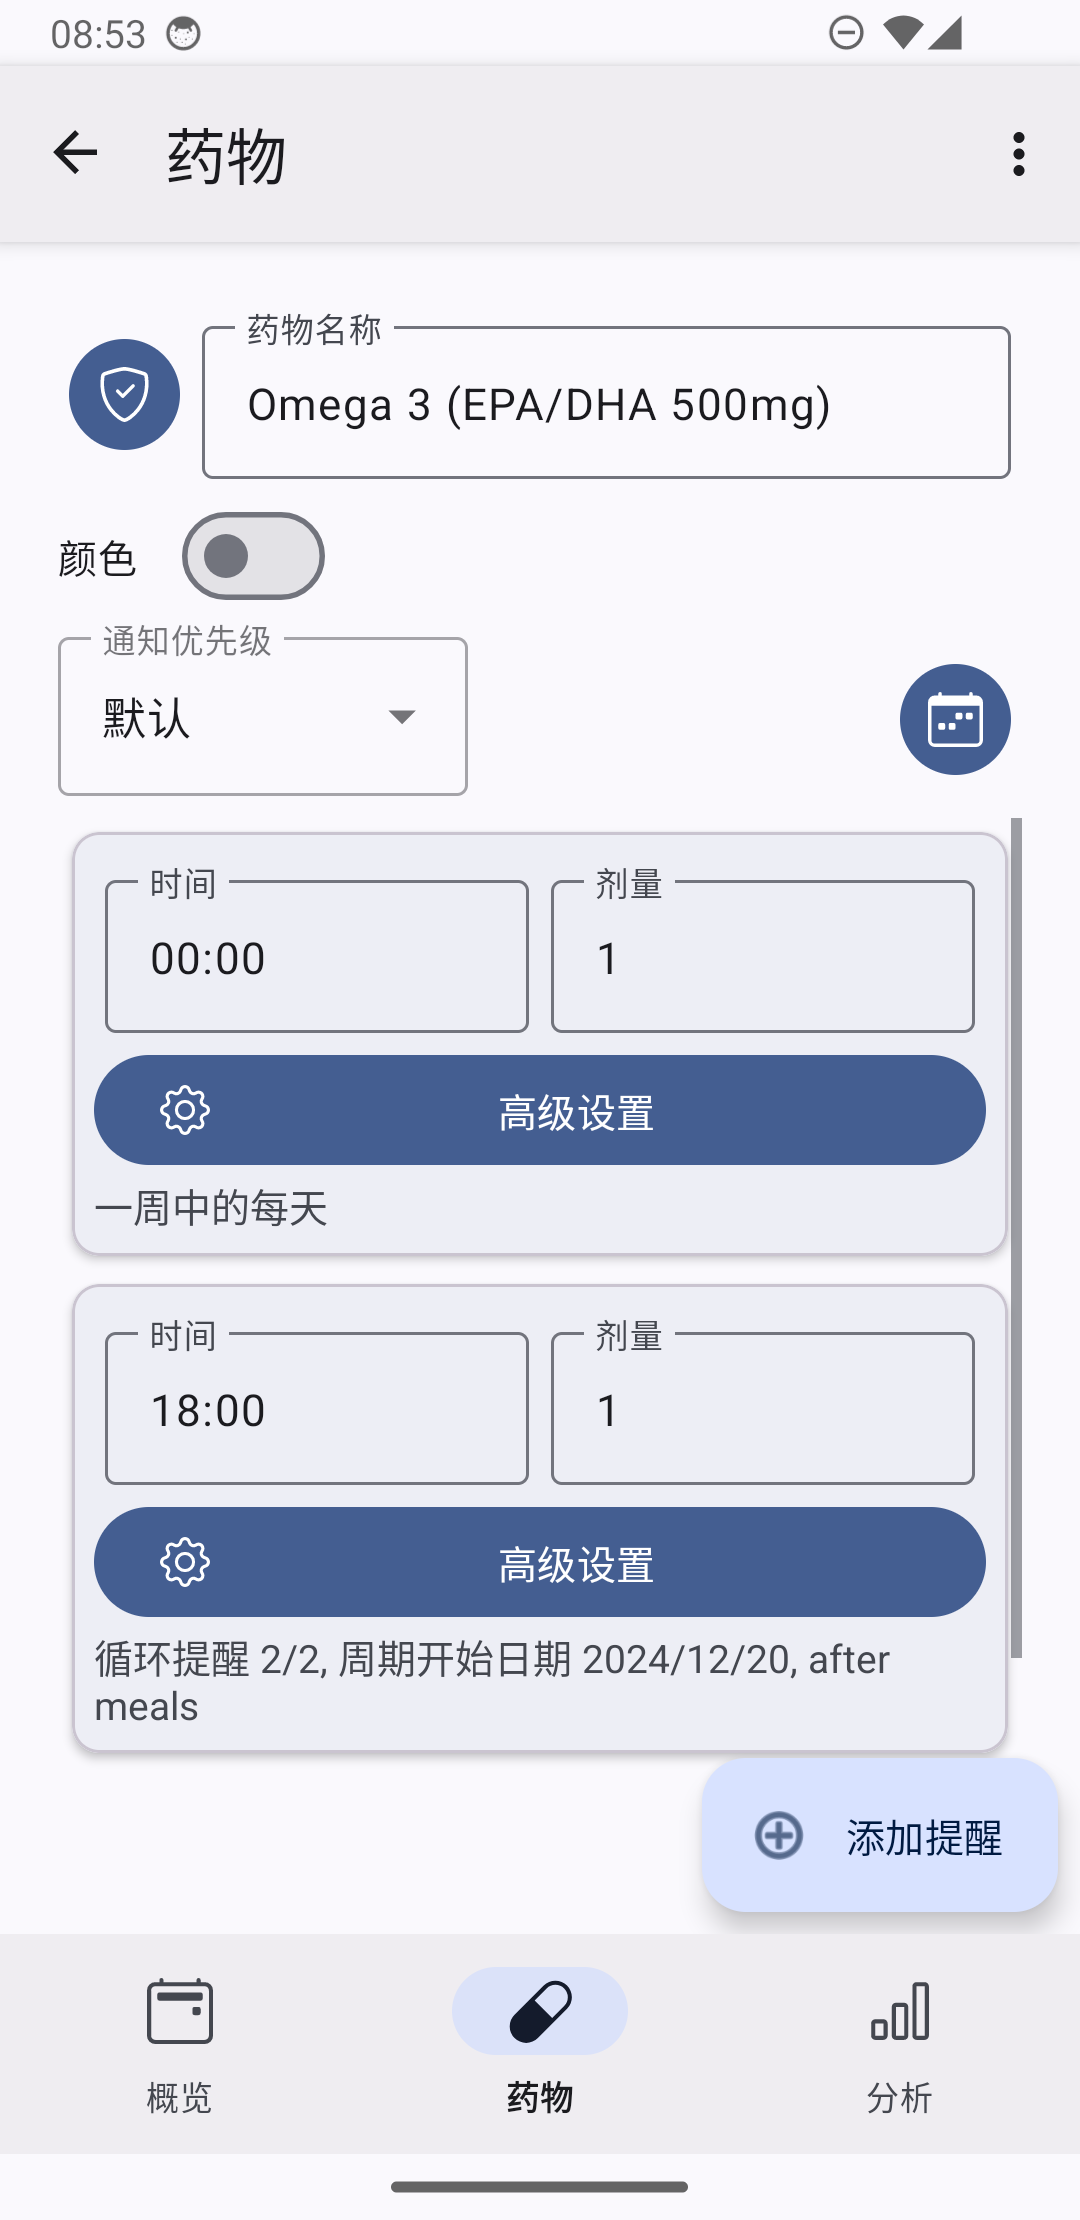 08:53
药物
药物名称
Omega 3 (EPA/DHA 500mg)
颜色
通知优先级
默认
时间
00:00
剂量
1
高级设置
一周中的每天
时间
18:00
剂量
1
高级设置
循环提醒 2/2, 周期开始日期 2024/12/20, after
meals
添加提醒
概览
药物
分析